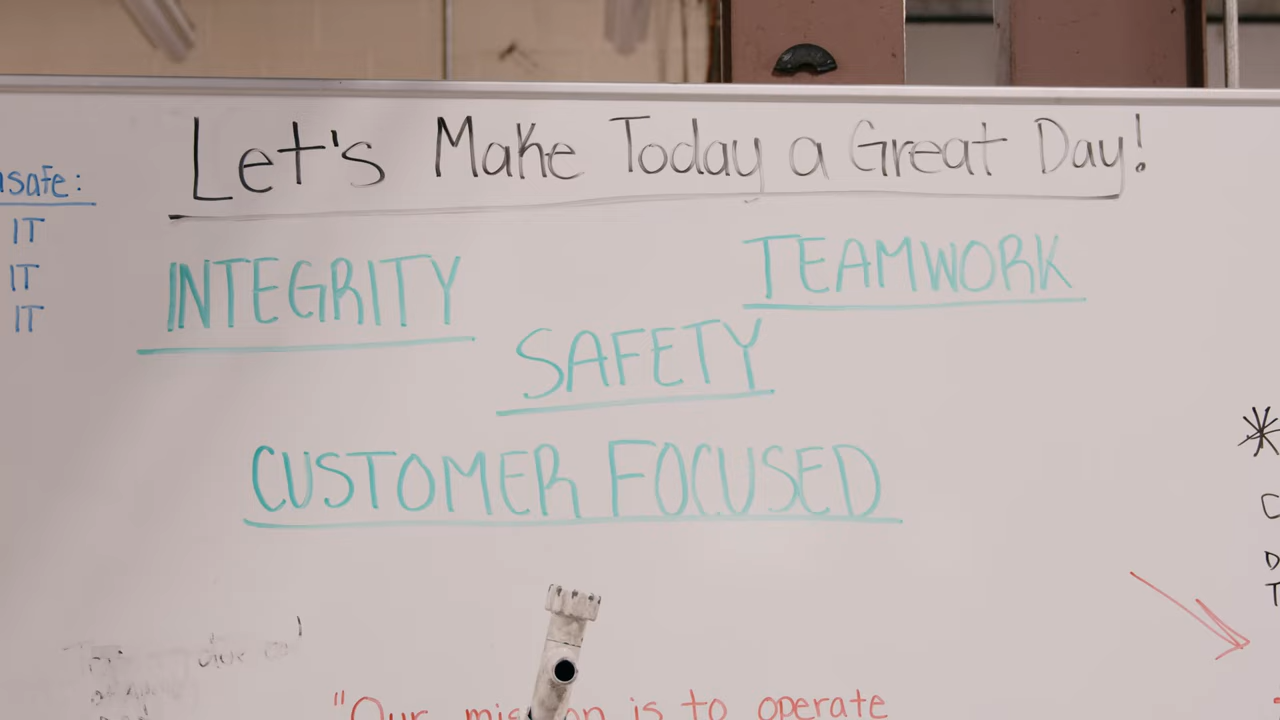 Let's Make Today a Great Day!
safe:
IT
IT
IT
INTEGRITY
TEAMWORK
SAFETY
CUSTOMER FOCUSED
"Our is to operate